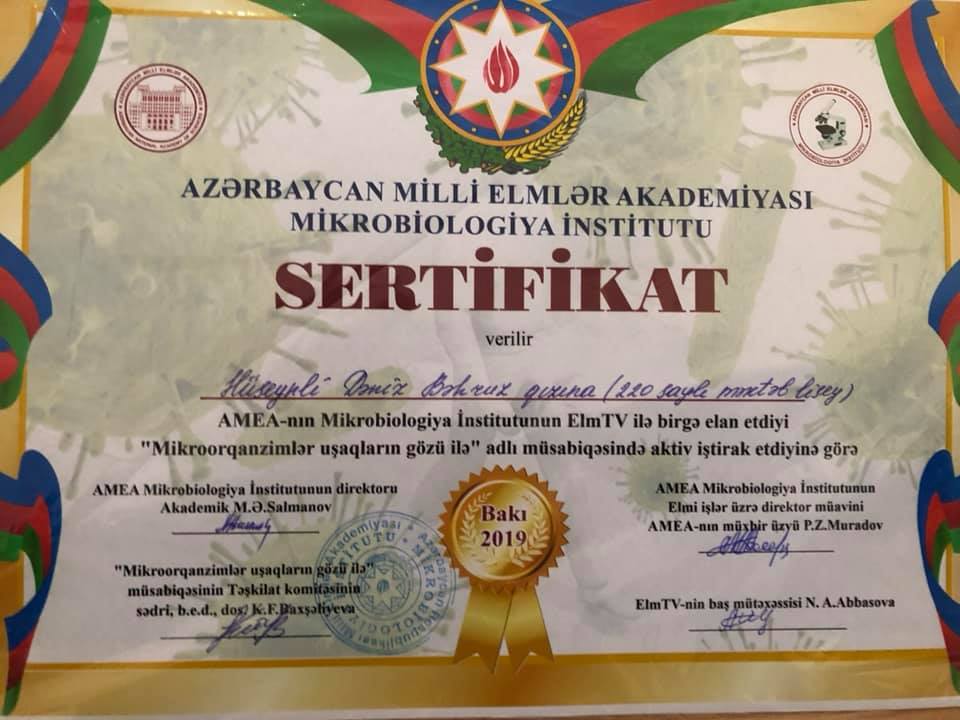 AZƏRBAYCAN MİLLİ ELMLƏR AKADEMİYASI
MİKROBİOLOGİYA İNSTİTUTU
SERTİFİKAT
verilir
Hüseynli Dəniz Bəhruz qızına (220 saylı məktəb lisey)
AMEA-nın Mikrobiologiya İnstitutunun ElmTV ilə birgə elan etdiyi
"Mikroorqanzimlər uşaqların gözü ilə" adlı müsabiqəsində aktiv iştirak etdiyinə görə
AMEA Mikrobiologiya İnstitutunun direktoru
Akademik M.Ə.Salmanov
"Mikroorqanzimlər uşaqların gözü ilə"
müsabiqəsinin Təşkilat komitəsinin
sədri, b.e.d., dos. K.F.Baxşəliyeva
Bakı
2019
AMEA Mikrobiologiya İnstitutunun
Elmi işlər üzrə direktor müavini
AMEA-nın müxbir üzyü P.Z.Muradov
ElmTV-nin baş mütəxəssisi N. A.Abbasova